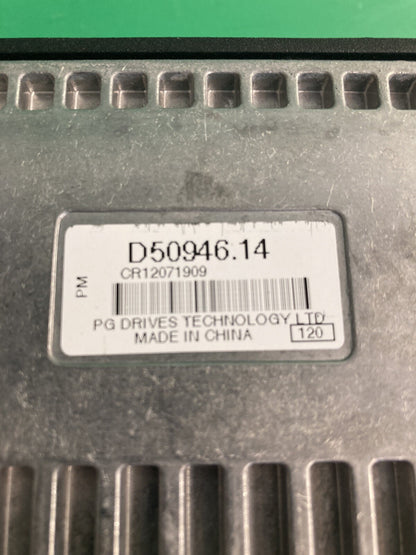 D50946.14
CR12071909
PM
PG DRIVES TECHNOLOGY LTD
MADE IN CHINA
120